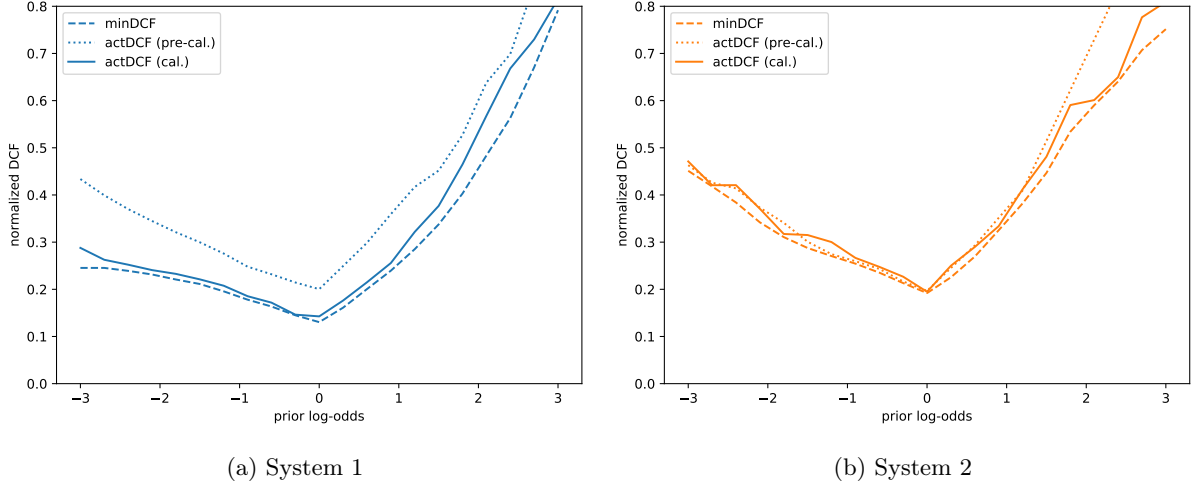 minDCF
actDCF (pre-cal.)
actDCF (cal.)
normalized DCF
0.8
0.7
0.6
0.5
0.4
0.3
0.2
0.1
0.0
−3 −2 −1 0 1 2 3
prior log-odds
(a) System 1
minDCF
actDCF (pre-cal.)
actDCF (cal.)
normalized DCF
0.8
0.7
0.6
0.5
0.4
0.3
0.2
0.1
0.0
−3 −2 −1 0 1 2 3
prior log-odds
(b) System 2